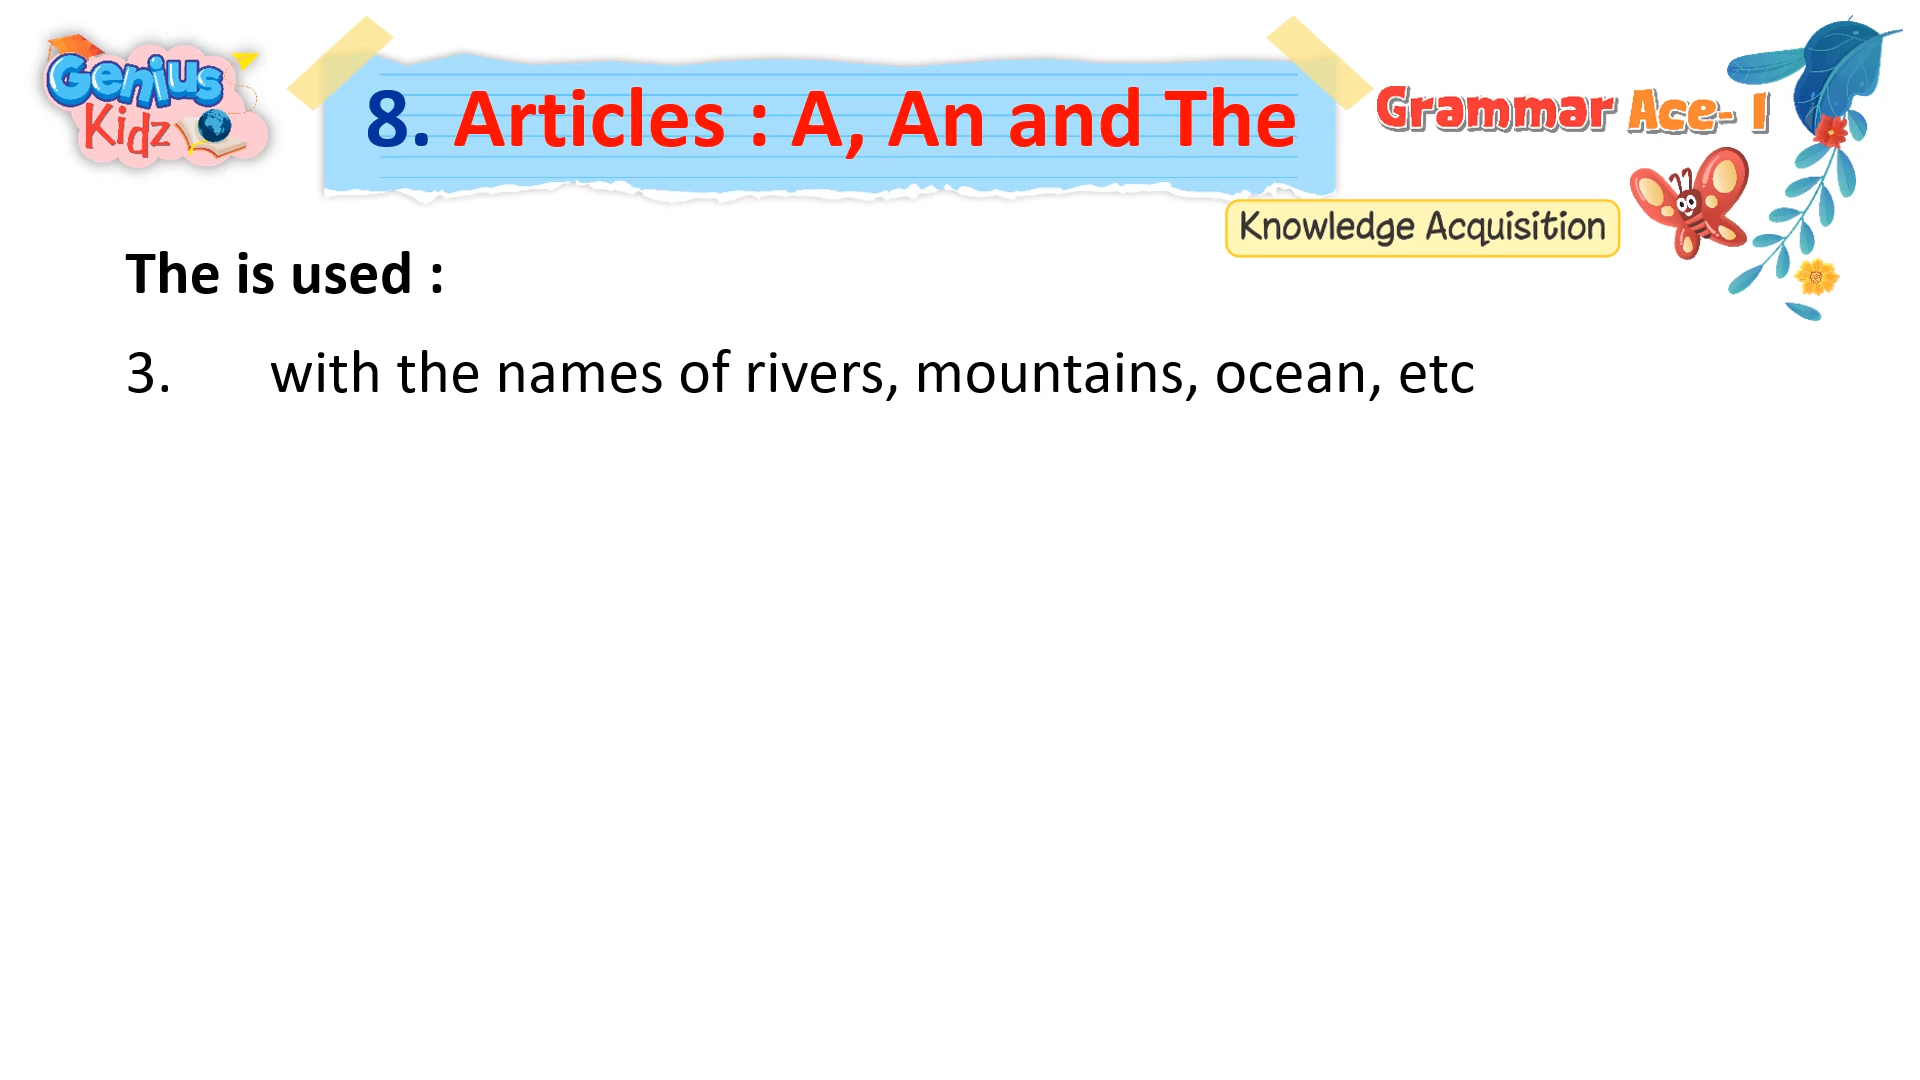 Genius
Kidz
8. Articles : A, An and The
Grammar Ace- 1
Knowledge Acquisition
The is used :
3. with the names of rivers, mountains, ocean, etc